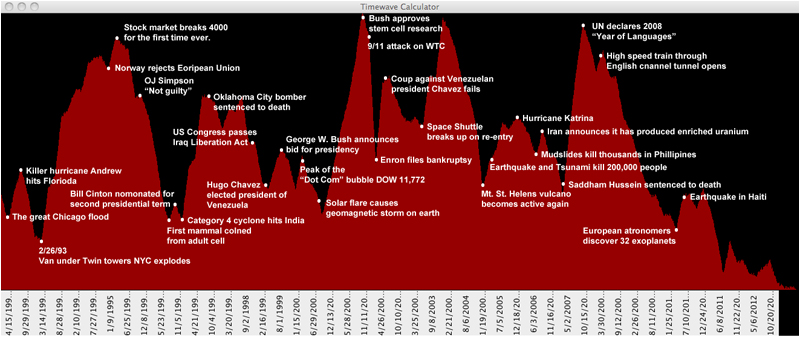 Timewave Calculator
Stock market breaks 4000
for the first time ever.
Norway rejects Eoripean Union
OJ Simpson
“Not guilty”
Oklahoma City bomber
sentenced to death
US Congress passes
Iraq Liberation Act
Killer hurricane Andrew
hits Florioda
Bill Cinton nomonated for
second presidential term
The great Chicago flood
2/26/93
Van under Twin towers NYC explodes
Category 4 cyclone hits India
First mammal colned
from adult cell
Hugo Chavez
elected president of
Venezuela
George W. Bush announces
bid for presidency
Peak of the
“Dot Com” bubble DOW 11,772
Solar flare causes
geomagnetic storm on earth
Bush approves
stem cell research
9/11 attack on WTC
Coup against Venezuelan
president Chavez fails
Enron files bankruptsy
Space Shuttle
breaks up on re-entry
Mt. St. Helens vulcano
becomes active again
Hurricane Katrina
Iran announces it has produced enriched uranium
Mudslides kill thousands in Phillipines
Earthquake and Tsunami kill 200,000 people
Saddham Hussein sentenced to death
UN declares 2008
“Year of Languages”
High speed train through
English channel tunnel opens
Earthquake in Haiti
European atronomers
discover 32 exoplanets
4/15/199...
9/29/199...
3/14/199...
8/28/199...
2/10/199...
7/27/199...
1/9/1995
6/25/199...
12/8/199...
5/23/199...
11/5/199...
4/21/199...
10/4/199...
3/20/199...
9/2/1998
2/16/199...
8/1/1999
1/15/200...
6/29/200...
12/13/20...
5/28/200...
11/11/20...
4/26/200...
10/10/20...
3/25/200...
9/8/2003
2/21/200...
8/6/2004
1/19/200...
7/5/2005
12/18/20...
6/3/2006
11/16/20...
5/2/2007
10/15/20...
3/30/200...
9/12/200...
2/26/200...
8/11/200...
1/25/201...
7/10/201...
12/24/20...
6/8/2011
11/22/20...
5/6/2012
10/20/20...